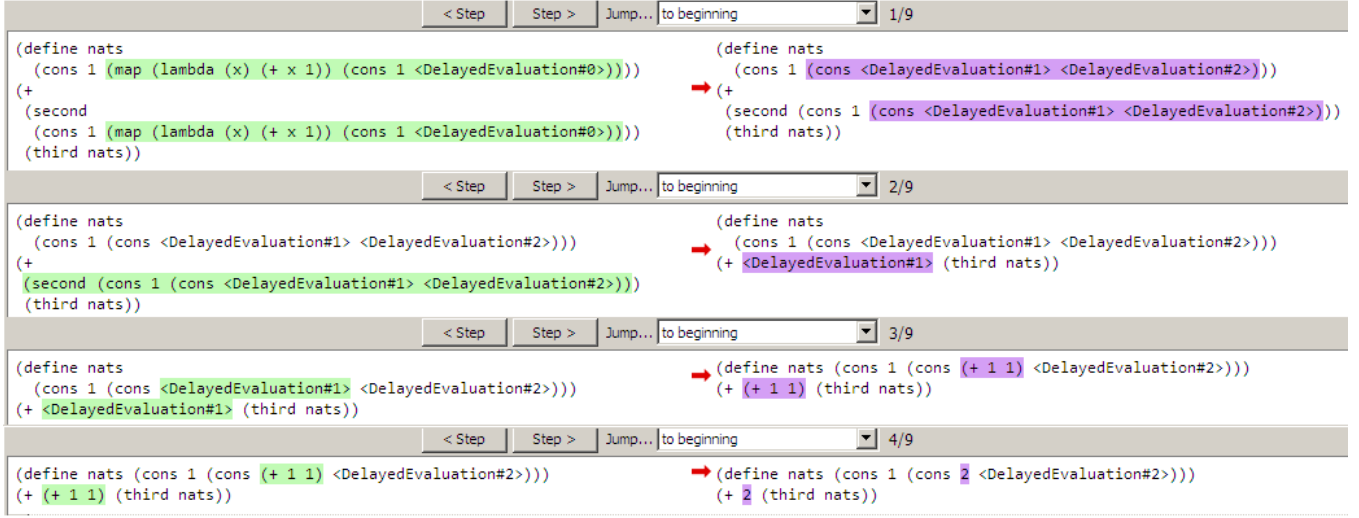 < Step Step > Jump... to beginning 1/9
(define nats
(cons 1 (map (lambda (x) (+ x 1)) (cons 1 <DelayedEvaluation#0>))))
(+
(second
(cons 1 (map (lambda (x) (+ x 1)) (cons 1 <DelayedEvaluation#0>))))
(third nats))
(define nats
(cons 1 (cons <DelayedEvaluation#1> <DelayedEvaluation#2>)))
(+
(second (cons 1 (cons <DelayedEvaluation#1> <DelayedEvaluation#2>)))
(third nats))
< Step Step > Jump... to beginning 2/9
(define nats
(cons 1 (cons <DelayedEvaluation#1> <DelayedEvaluation#2>)))
(+
(second (cons 1 (cons <DelayedEvaluation#1> <DelayedEvaluation#2>)))
(third nats))
(define nats
(cons 1 (cons <DelayedEvaluation#1> <DelayedEvaluation#2>)))
(+ <DelayedEvaluation#1> (third nats))
< Step Step > Jump... to beginning 3/9
(define nats
(cons 1 (cons <DelayedEvaluation#1> <DelayedEvaluation#2>)))
(+ <DelayedEvaluation#1> (third nats))
(define nats (cons 1 (cons (+ 1 1) <DelayedEvaluation#2>)))
(+ (+ 1 1) (third nats))
< Step Step > Jump... to beginning 4/9
(define nats (cons 1 (cons (+ 1 1) <DelayedEvaluation#2>)))
(+ (+ 1 1) (third nats))
(define nats (cons 1 (cons 2 <DelayedEvaluation#2>)))
(+ 2 (third nats))